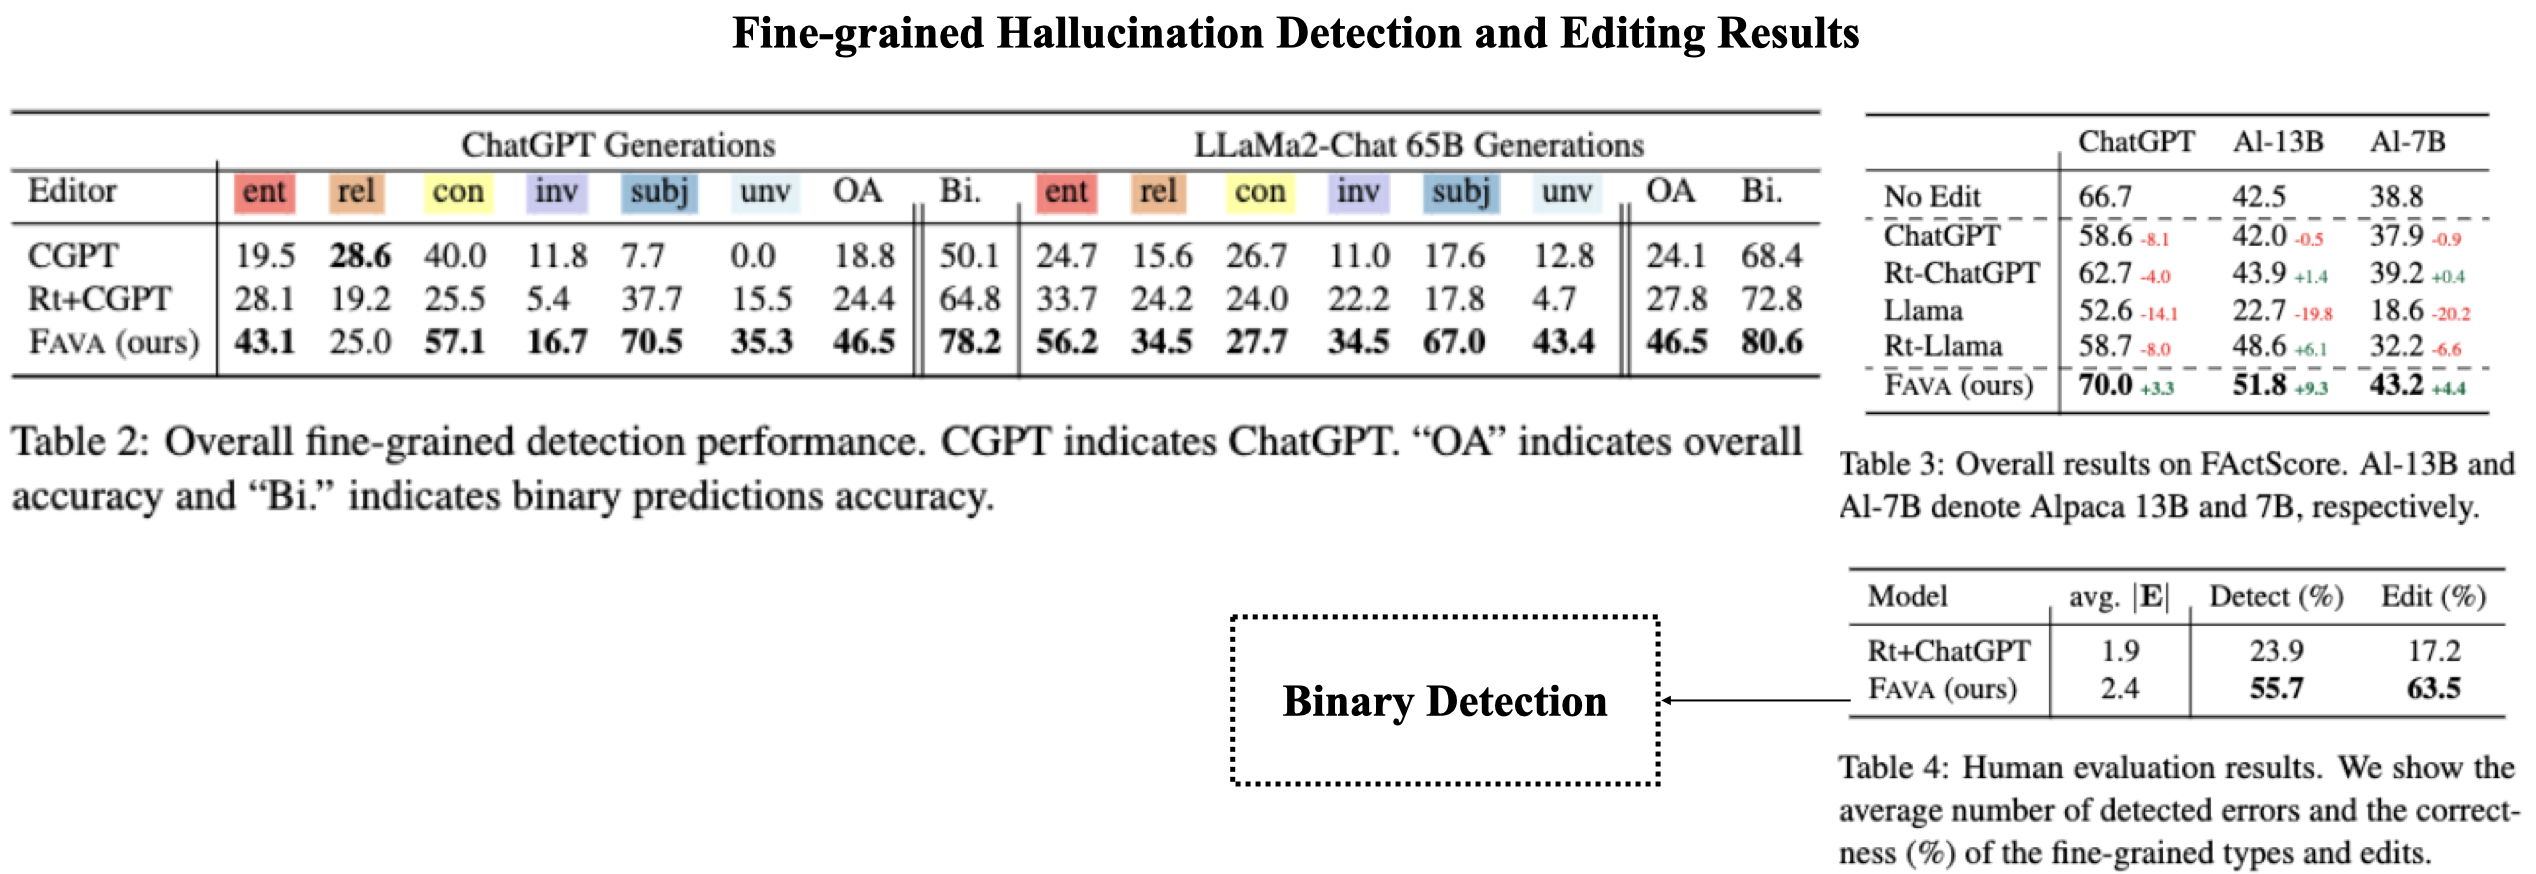 Fine-grained Hallucination Detection and Editing Results
ChatGPT Generations LLaMa2-Chat 65B Generations
Editor ent rel con inv subj unv OA Bi. ent rel con inv subj unv OA Bi.
CGPT 19.5 28.6 40.0 11.8 7.7 0.0 18.8 50.1 24.7 15.6 26.7 11.0 17.6 12.8 24.1 68.4
Rt+CGPT 28.1 19.2 25.5 5.4 37.7 15.5 24.4 64.8 33.7 24.2 24.0 22.2 17.8 4.7 27.8 72.8
FAVA (ours) 43.1 25.0 57.1 16.7 70.5 35.3 46.5 78.2 56.2 34.5 27.7 34.5 67.0 43.4 46.5 80.6
Table 2: Overall fine-grained detection performance. CGPT indicates ChatGPT. “OA” indicates overall
accuracy and “Bi.” indicates binary predictions accuracy.
ChatGPT Al-13B Al-7B
No Edit 66.7 42.5 38.8
ChatGPT 58.6 -8.1 42.0 -0.5 37.9 -0.9
Rt-ChatGPT 62.7 -4.0 43.9 +1.4 39.2 +0.4
Llama 52.6 -14.1 22.7 -19.8 18.6 -20.2
Rt-Llama 58.7 -8.0 48.6 +6.1 32.2 -6.6
FAVA (ours) 70.0 +3.3 51.8 +9.3 43.2 +4.4
Table 3: Overall results on FActScore. Al-13B and
Al-7B denote Alpaca 13B and 7B, respectively.
Model avg. |E| Detect (%) Edit (%)
Rt+ChatGPT 1.9 23.9 17.2
FAVA (ours) 2.4 55.7 63.5
Binary Detection
Table 4: Human evaluation results. We show the
average number of detected errors and the correct-
ness (%) of the fine-grained types and edits.